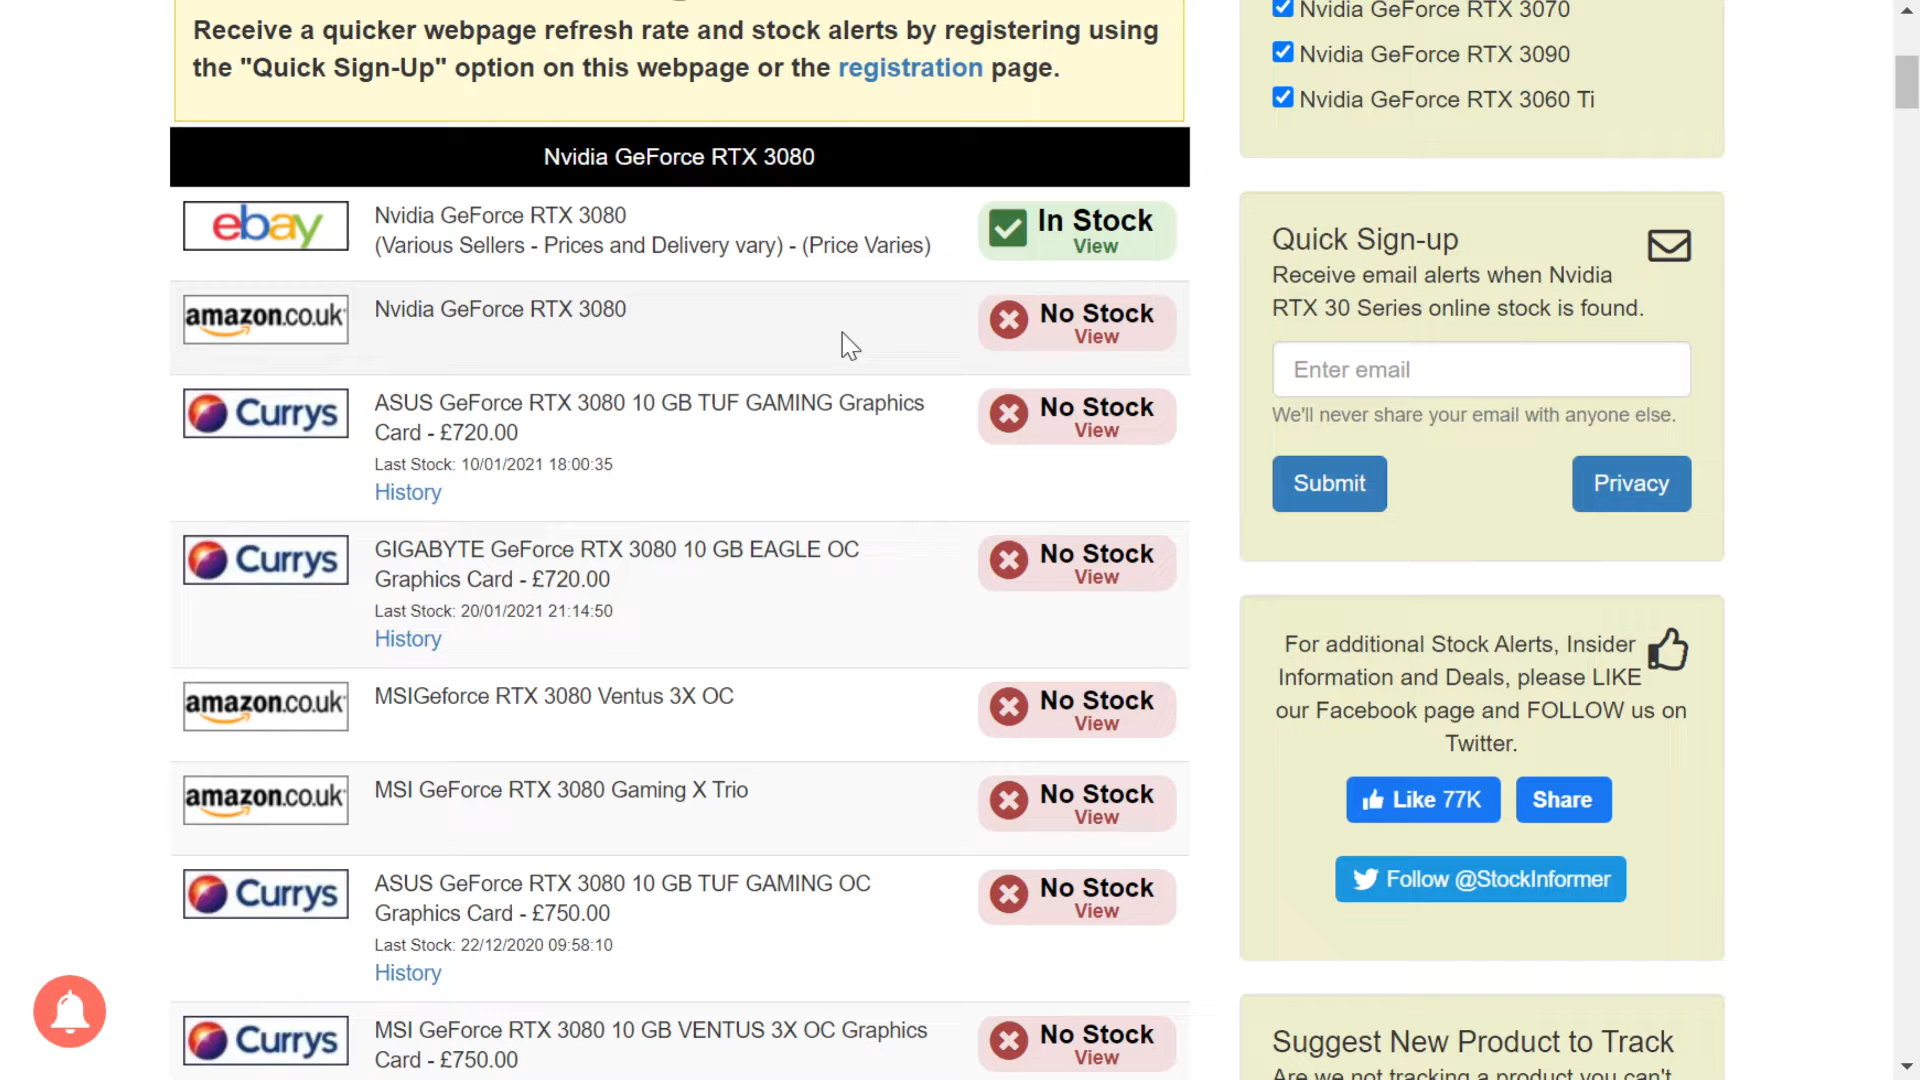 Receive a quicker webpage refresh rate and stock alerts by registering using
the "Quick Sign-Up" option on this webpage or the registration page.
Nvidia GeForce RTX 3080
ebay
Nvidia GeForce RTX 3080
(Various Sellers - Prices and Delivery vary) - (Price Varies)
In Stock
View
amazon.co.uk
Nvidia GeForce RTX 3080
No Stock
View
Currys
ASUS GeForce RTX 3080 10 GB TUF GAMING Graphics
Card - £720.00
Last Stock: 10/01/2021 18:00:35
History
No Stock
View
Currys
GIGABYTE GeForce RTX 3080 10 GB EAGLE OC
Graphics Card - £720.00
Last Stock: 20/01/2021 21:14:50
History
No Stock
View
amazon.co.uk
MSIGeforce RTX 3080 Ventus 3X OC
No Stock
View
amazon.co.uk
MSI GeForce RTX 3080 Gaming X Trio
No Stock
View
Currys
ASUS GeForce RTX 3080 10 GB TUF GAMING OC
Graphics Card - £750.00
Last Stock: 22/12/2020 09:58:10
History
No Stock
View
Currys
MSI GeForce RTX 3080 10 GB VENTUS 3X OC Graphics
Card - £750.00
No Stock
View
Nvidia GeForce RTX 3070
Nvidia GeForce RTX 3090
Nvidia GeForce RTX 3060 Ti
Quick Sign-up
Receive email alerts when Nvidia
RTX 30 Series online stock is found.
Enter email
We'll never share your email with anyone else.
Submit
Privacy
For additional Stock Alerts, Insider
Information and Deals, please LIKE
our Facebook page and FOLLOW us on
Twitter.
Like 77K
Share
Follow @StockInformer
Suggest New Product to Track
Are we not tracking a product you can't